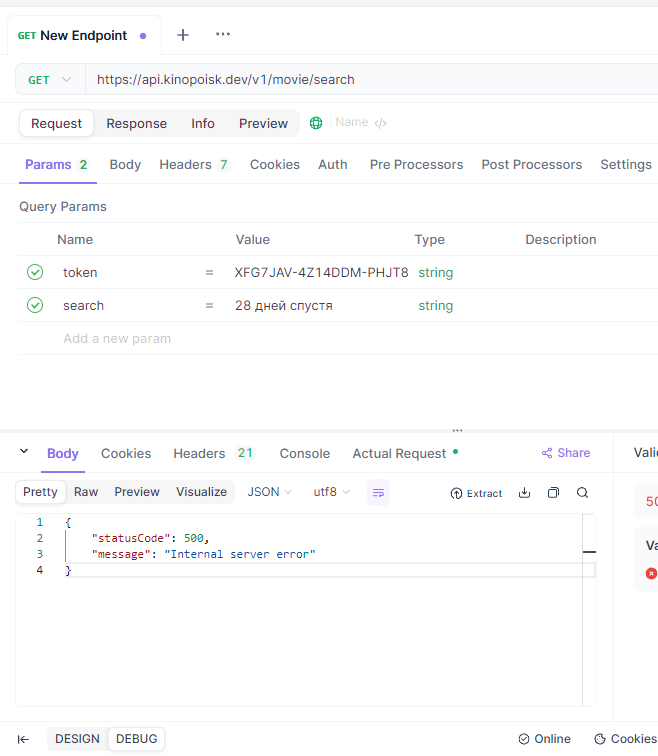 GET New Endpoint
GET https://api.kinopoisk.dev/v1/movie/search
Request Response Info Preview Name
Params 2 Body Headers 7 Cookies Auth Pre Processors Post Processors Settings
Query Params
Name Value Type Description
token = XFG7JAV-4Z14DDM-PHJT8 string
search = 28 дней спустя string
Add a new param
Body Cookies Headers 21 Console Actual Request Share
Pretty Raw Preview Visualize JSON utf8 Extract
1 {
2 "statusCode": 500,
3 "message": "Internal server error"
4 }
DESIGN DEBUG Online Cookies